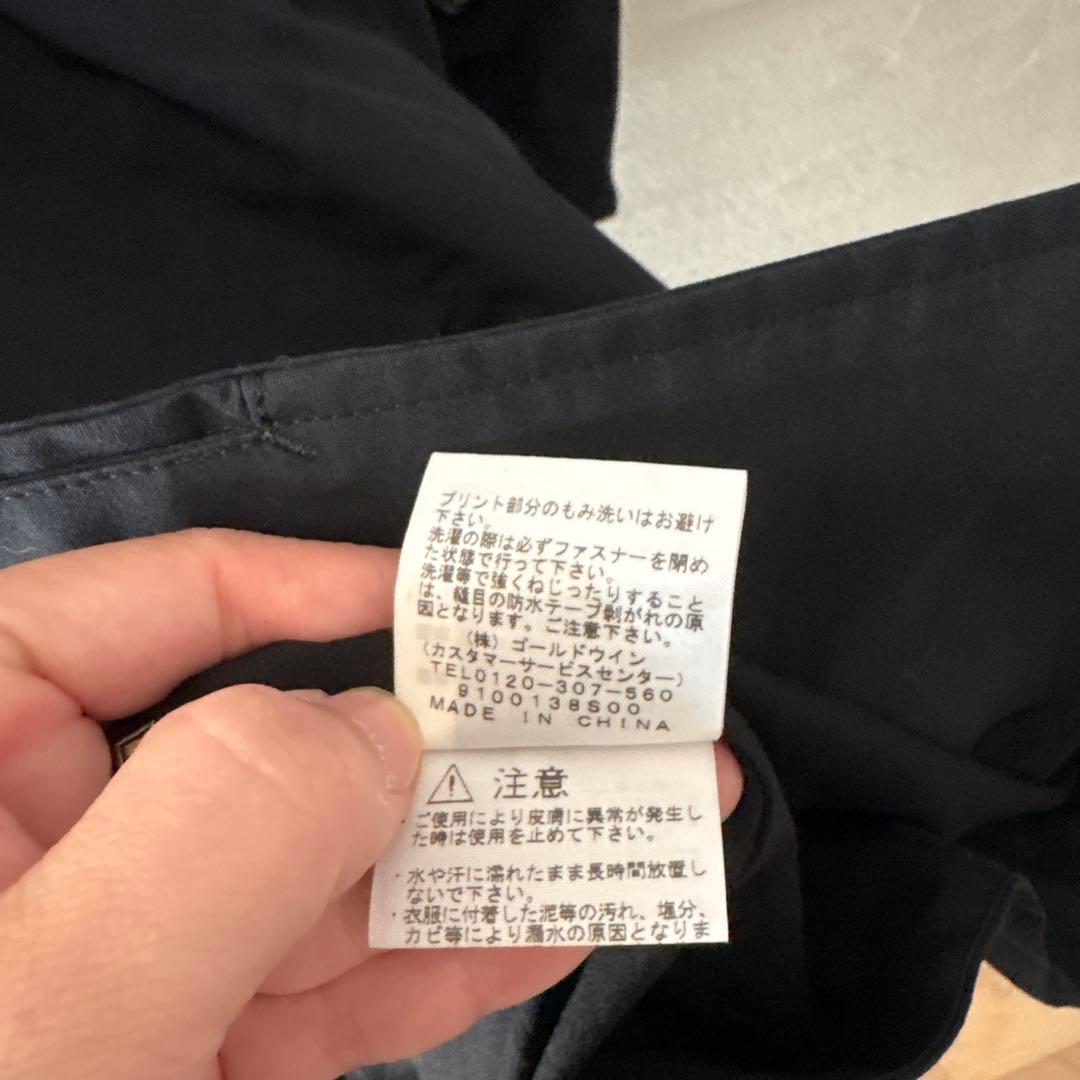 プリント部分のもみ洗いはお避け
下さい。
洗濯の際は必ずファスナーを閉め
た状態で行って下さい。
洗濯等で強くねじったりすること
は、縫目の防水テープ剥がれの原
因となります。ご注意下さい。
(株)ゴールドウイン
(カスタマーサービスセンター)
TEL0120-307-560
9100138S00
MADE IN CHINA
⚠ 注意
・ご使用により皮膚に異常が発生し
た時は使用を止めて下さい。
・水や汗に濡れたまま長時間放置し
ないで下さい。
・衣服に付着した泥等の汚れ、塩分、
カビ等により漏水の原因となりま